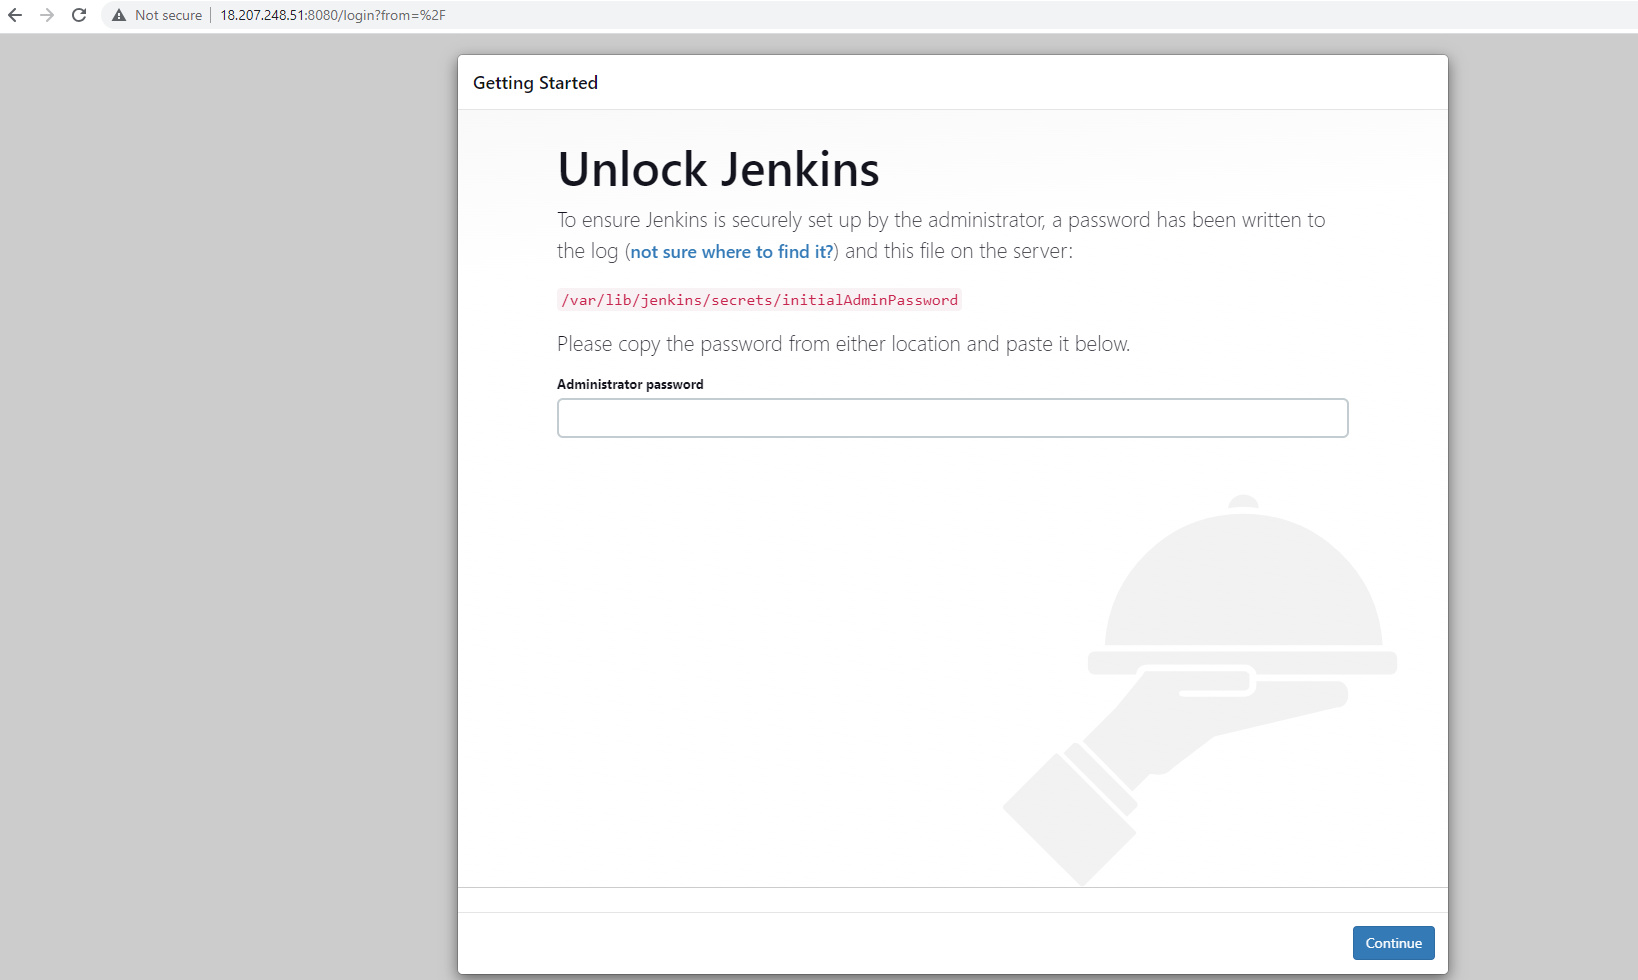 Not secure | 18.207.248.51:8080/login?from=%2F
Getting Started
Unlock Jenkins
To ensure Jenkins is securely set up by the administrator, a password has been written to
the log (not sure where to find it?) and this file on the server:
/var/lib/jenkins/secrets/initialAdminPassword
Please copy the password from either location and paste it below.
Administrator password
Continue